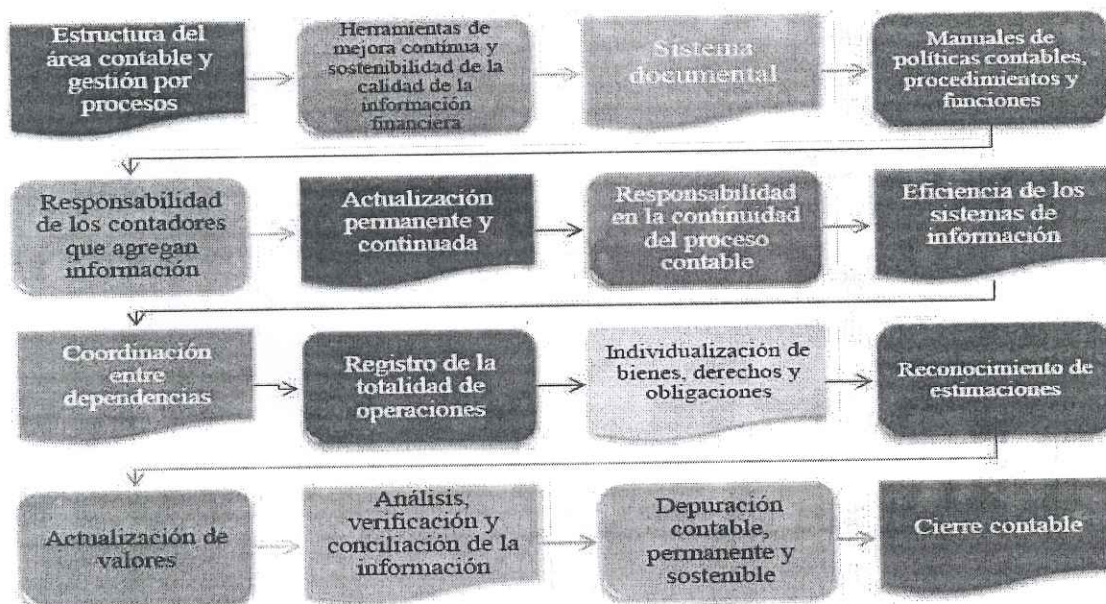 Estructura del
área contable y
gestión por
procesos
Herramientas de
mejora continua y
sostenibilidad de la
calidad de la
información
financiera
Sistema
documental
Manuales de
políticas contables,
procedimientos y
funciones
Responsabilidad
de los contadores
que agregan
información
Actualización
permanente y
continuada
Responsabilidad
en la continuidad
del proceso
contable
Eficiencia de los
sistemas de
información
Coordinación
entre
dependencias
Registro de la
totalidad de
operaciones
Individualización de
bienes, derechos y
obligaciones
Reconocimiento de
estimaciones
Actualización de
valores
Análisis,
verificación y
conciliación de la
información
Depuración
contable,
permanente y
sostenible
Cierre contable